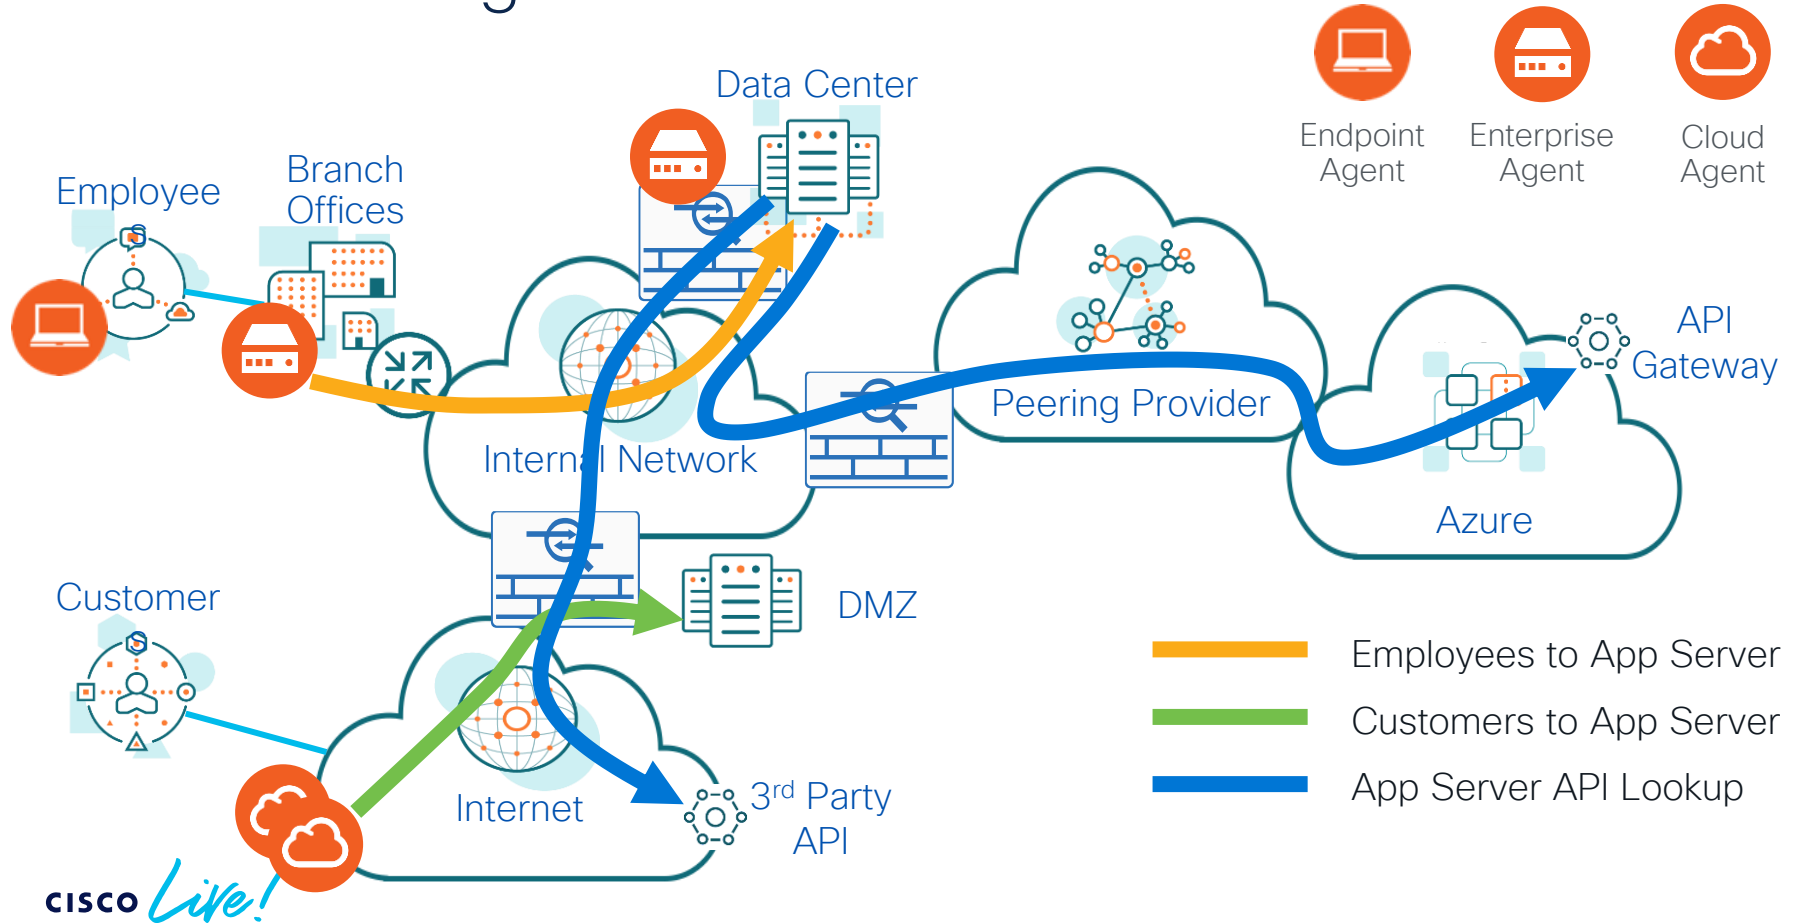 Data Center
Endpoint
Agent
Enterprise
Agent
Cloud
Agent
Branch
Offices
Employee
s
API
Gateway
Peering Provider
Internal Network
Azure
Customer
s
DMZ
Employees to App Server
Customers to App Server
App Server API Lookup
Internet
3rd Party
API
CISCO Live!